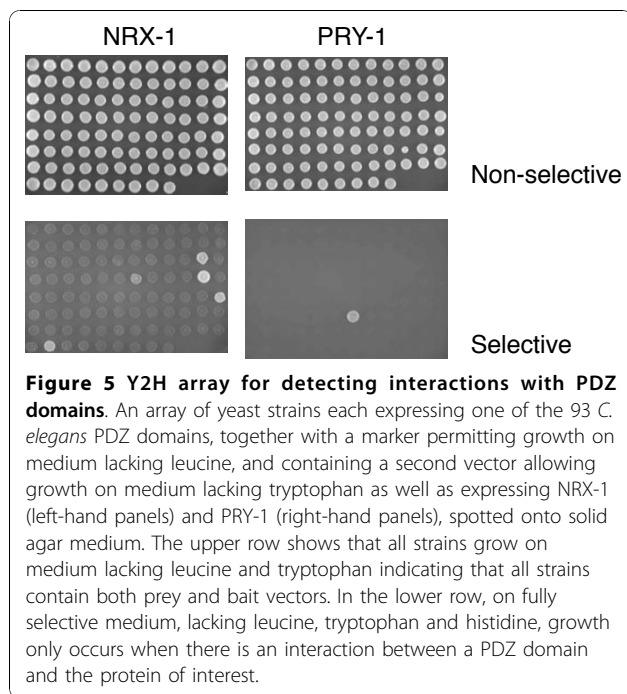 NRX-1 PRY-1
Non-selective
Selective
Figure 5 Y2H array for detecting interactions with PDZ
domains. An array of yeast strains each expressing one of the 93 C.
elegans PDZ domains, together with a marker permitting growth on
medium lacking leucine, and containing a second vector allowing
growth on medium lacking tryptophan as well as expressing NRX-1
(left-hand panels) and PRY-1 (right-hand panels), spotted onto solid
agar medium. The upper row shows that all strains grow on
medium lacking leucine and tryptophan indicating that all strains
contain both prey and bait vectors. In the lower row, on fully
selective medium, lacking leucine, tryptophan and histidine, growth
only occurs when there is an interaction between a PDZ domain
and the protein of interest.